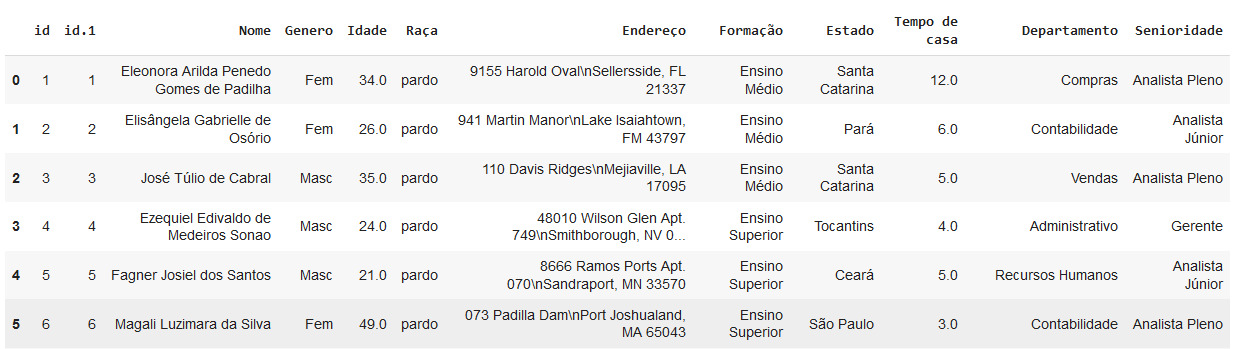 id id.1 Nome Genero Idade Raça Endereço Formação Estado Tempo de casa Departamento Senioridade
0 1 1 Eleonora Arilda Penedo Gomes de Padilha Fem 34.0 pardo 9155 Harold Oval\nSellersside, FL 21337 Ensino Médio Santa Catarina 12.0 Compras Analista Pleno
1 2 2 Elisângela Gabrielle de Osório Fem 26.0 pardo 941 Martin Manor\nLake Isaiahtown, FM 43797 Ensino Médio Pará 6.0 Contabilidade Analista Júnior
2 3 3 José Túlio de Cabral Masc 35.0 pardo 110 Davis Ridges\nMejiaville, LA 17095 Ensino Médio Santa Catarina 5.0 Vendas Analista Pleno
3 4 4 Ezequiel Edivaldo de Medeiros Sonao Masc 24.0 pardo 48010 Wilson Glen Apt. 749\nSmithborough, NV 0... Ensino Superior Tocantins 4.0 Administrativo Gerente
4 5 5 Fagner Josiel dos Santos Masc 21.0 pardo 8666 Ramos Ports Apt. 070\nSandraport, MN 33570 Ensino Superior Ceará 5.0 Recursos Humanos Analista Júnior
5 6 6 Magali Luzimara da Silva Fem 49.0 pardo 073 Padilla Dam\nPort Joshualand, MA 65043 Ensino Superior São Paulo 3.0 Contabilidade Analista Pleno